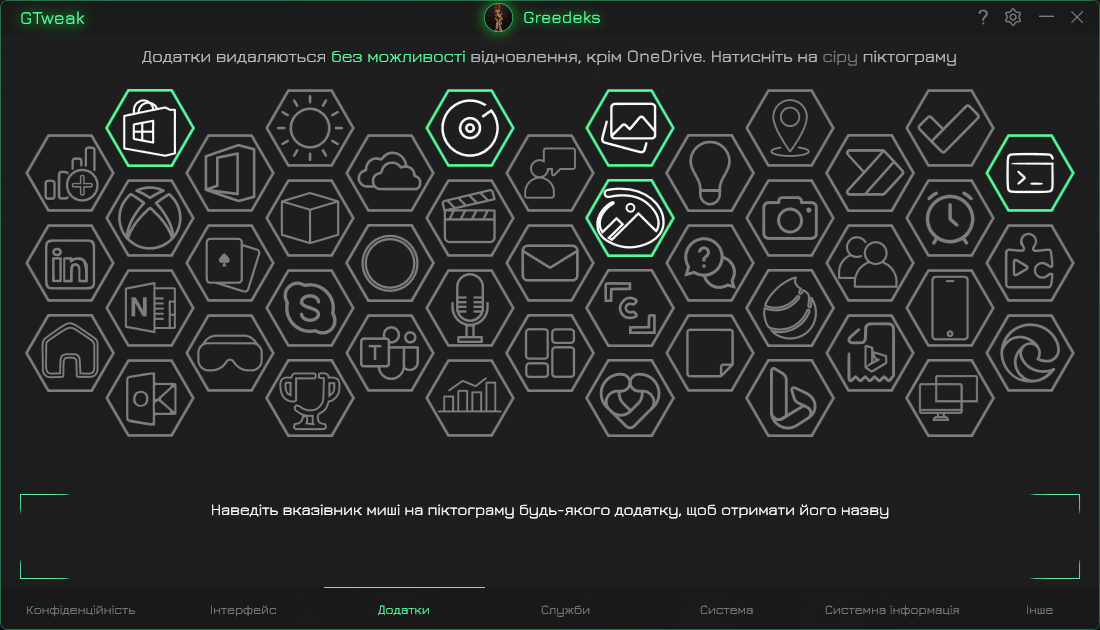 GTweak
Greedeks
?
Додатки видаляються без можливості відновлення, крім OneDrive. Натисніть на сіру піктограму
in
N
S
T
O
?
C
b
Наведіть вказівник миші на піктограму будь-якого додатку, щоб отримати його назву
Конфіденційність Інтерфейс Додатки Служби Система Системна інформація Інше